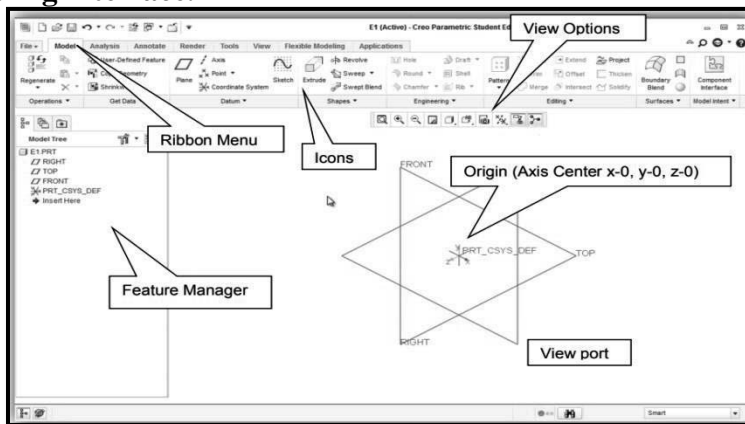 E1 (Active) - Creo Parametric Student Edi
View Options
File Model Analysis Annotate Render Tools View Flexible Modeling Applications
User-Defined Feature
Axis
Revolve
Hole
Draft
Extend
Project
Regenerate
Geometry
Plane
Point
Sketch
Extrude
Sweep
Round
Shell
Pattern
Offset
Thicken
Boundary Blend
Component Interface
Shrink
Coordinate System
Swept Blend
Chamfer
Rib
Merge
Intersect
Solidify
Operations Get Data Datum Shapes Engineering Editing Surfaces Model Intent
Ribbon Menu
Icons
Model Tree
E1.PRT
RIGHT
TOP
FRONT
PRT_CSYS_DEF
Insert Here
FRONT
Origin (Axis Center x-0, y-0, z-0)
PRT_CSYS_DEF
TOP
Feature Manager
RIGHT
View port
Smart